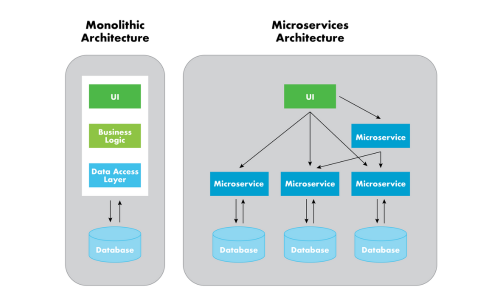 Monolithic
Architecture
UI
Business
Logic
Data Access
Layer
Database
Microservices
Architecture
UI
Microservice
Microservice
Microservice
Microservice
Database
Database
Database